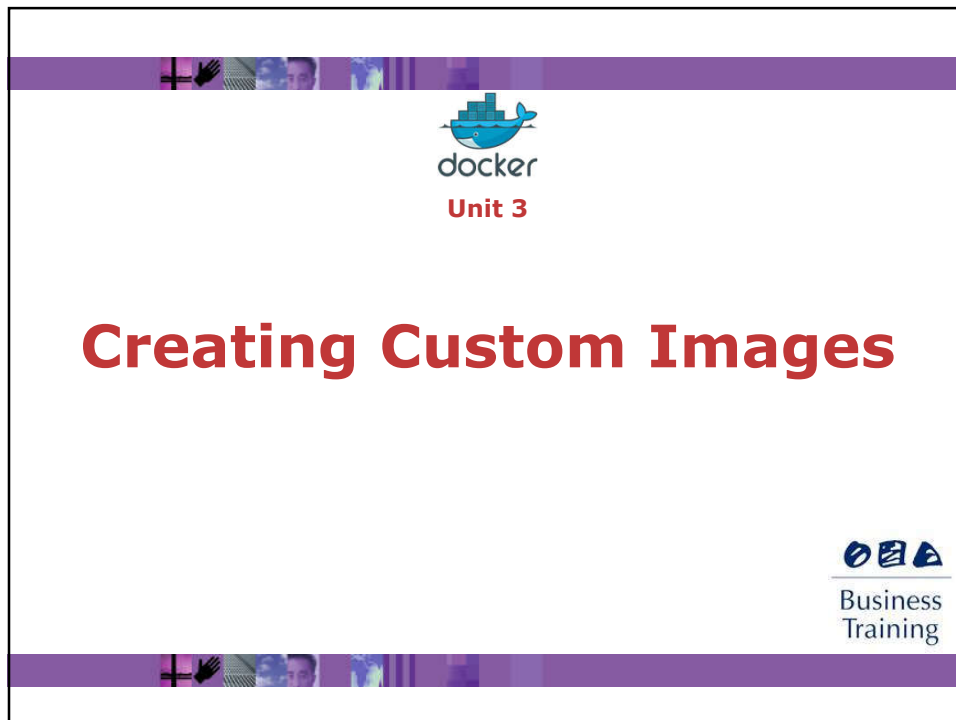 docker
Unit 3
Creating Custom Images
Business
Training